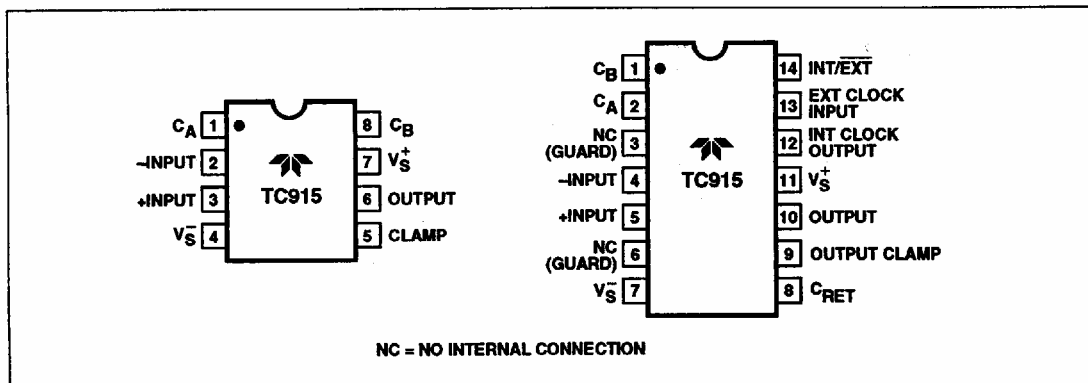 C_A 1
–INPUT 2
+INPUT 3
V_S^– 4
8 C_B
7 V_S^+
6 OUTPUT
5 CLAMP
TC915
C_B 1
C_A 2
NC (GUARD) 3
–INPUT 4
+INPUT 5
NC (GUARD) 6
V_S^– 7
14 INT/E̅X̅T̅
13 EXT CLOCK INPUT
12 INT CLOCK OUTPUT
11 V_S^+
10 OUTPUT
9 OUTPUT CLAMP
8 C_RET
TC915
NC = NO INTERNAL CONNECTION